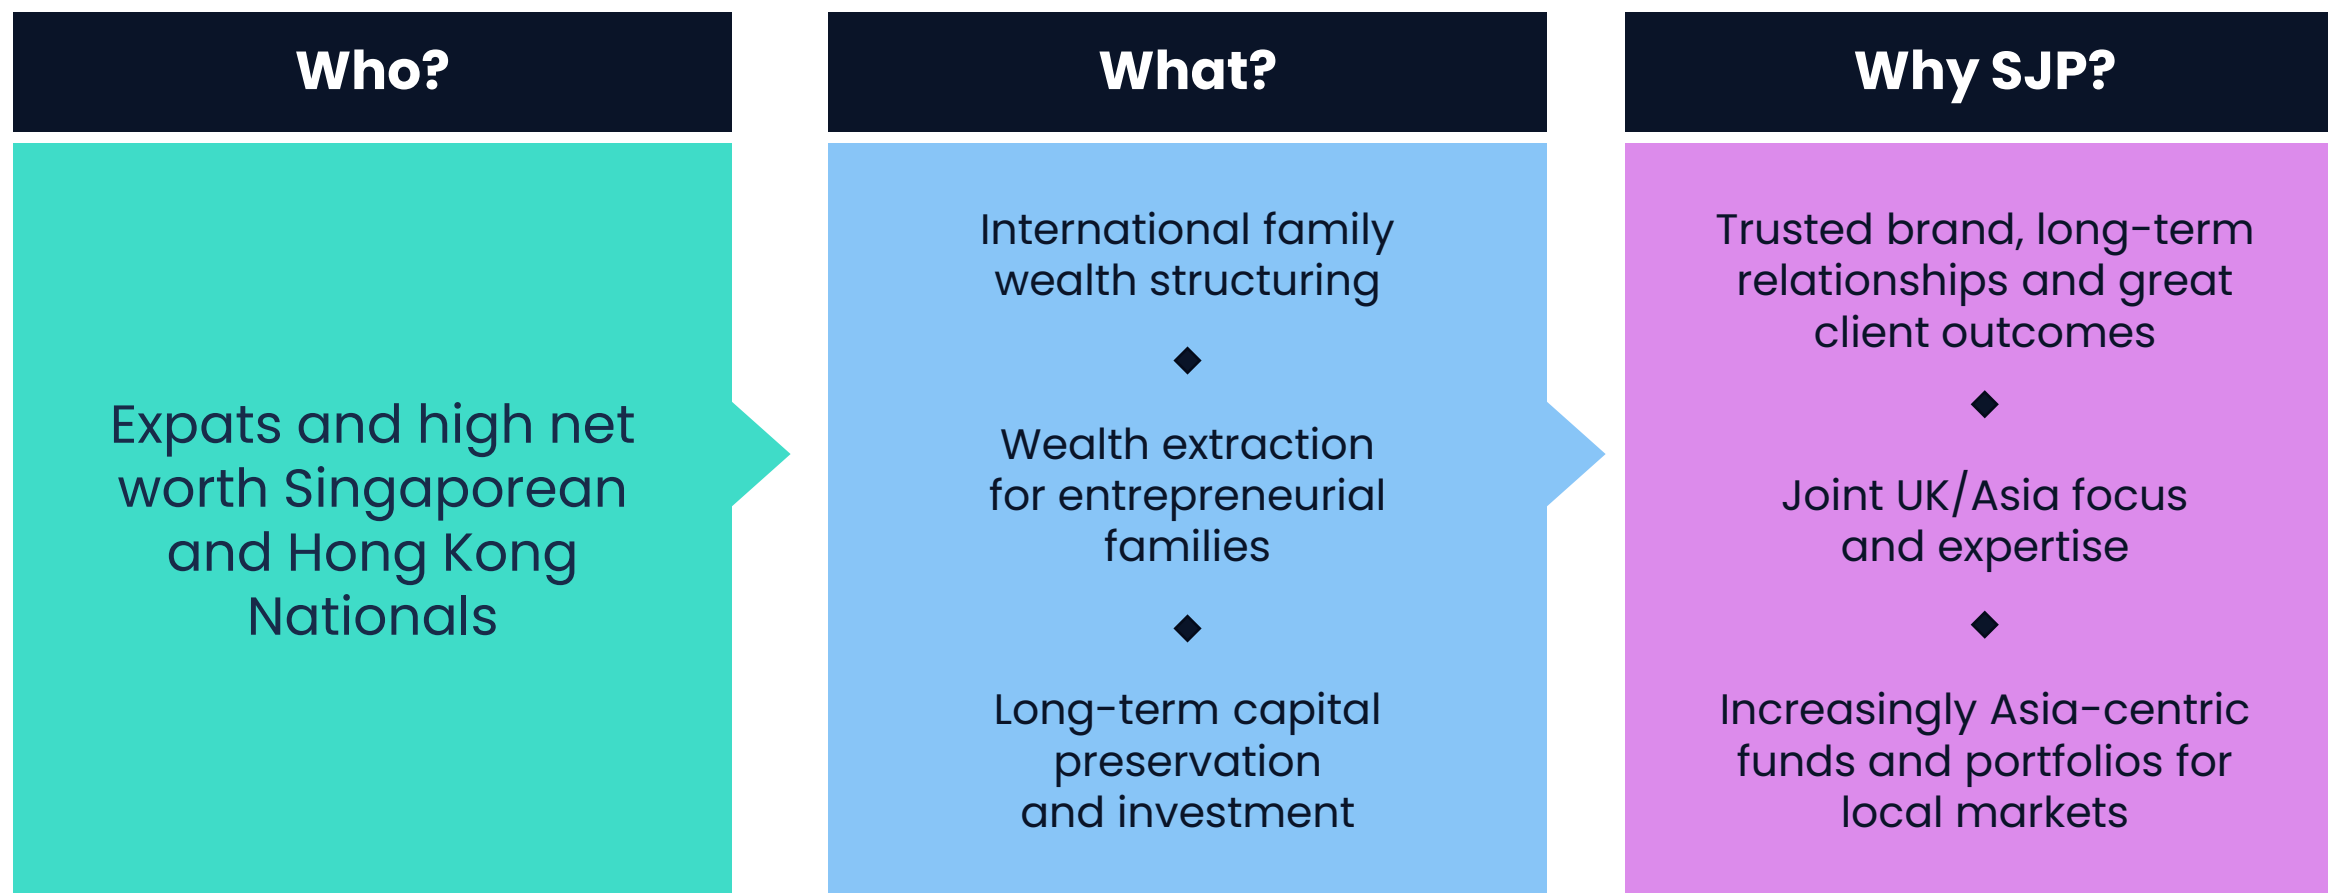 Who?
Expats and high net
worth Singaporean
and Hong Kong
Nationals
What?
International family
wealth structuring
Wealth extraction
for entrepreneurial
families
Long-term capital
preservation
and investment
Why SJP?
Trusted brand, long-term
relationships and great
client outcomes
Joint UK/Asia focus
and expertise
Increasingly Asia-centric
funds and portfolios for
local markets